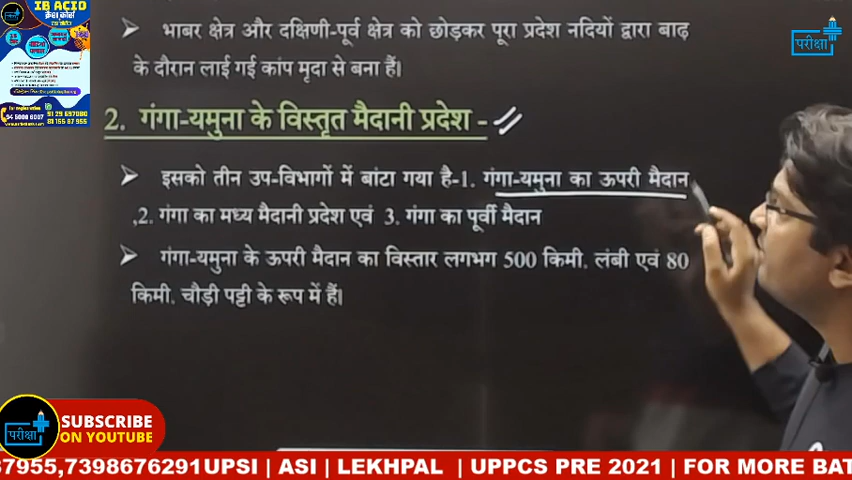 IB ACIO
क्रैश कोर्स
➤ भाबर क्षेत्र और दक्षिणी-पूर्व क्षेत्र को छोड़कर पूरा प्रदेश नदियों द्वारा बाढ़
के दौरान लाई गई कांप मृदा से बना हैं।
परीक्षा
2. गंगा-यमुना के विस्तृत मैदानी प्रदेश -
➤ इसको तीन उप-विभागों में बांटा गया है-1. गंगा-यमुना का ऊपरी मैदान
,2. गंगा का मध्य मैदानी प्रदेश एवं 3. गंगा का पूर्वी मैदान
➤ गंगा-यमुना के ऊपरी मैदान का विस्तार लगभग 500 किमी. लंबी एवं 80
किमी. चौड़ी पट्टी के रूप में हैं।
परीक्षा
SUBSCRIBE
ON YOUTUBE
37955,7398676291UPSI | ASI | LEKHPAL | UPPCS PRE 2021 | FOR MORE BAT